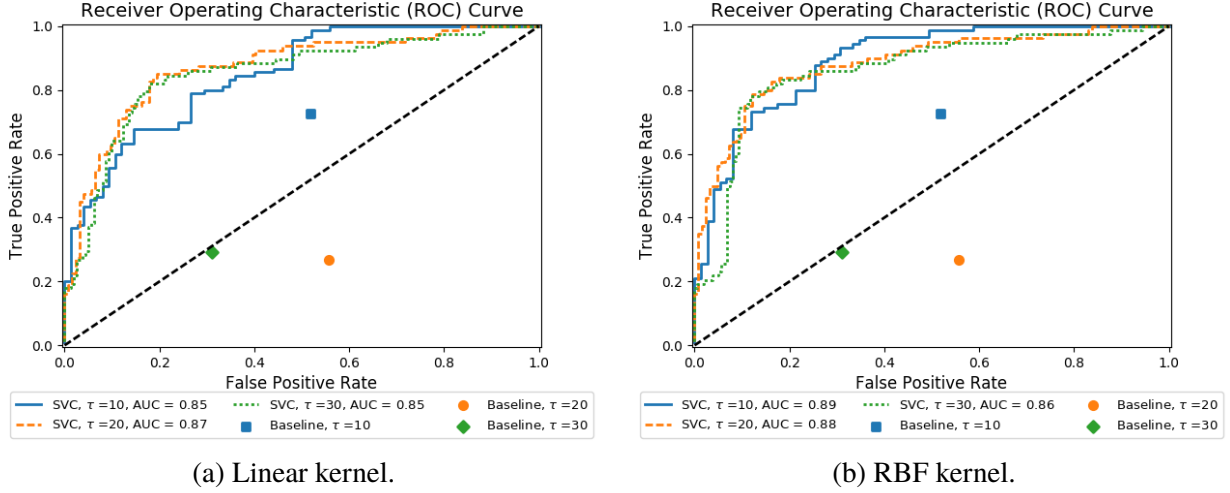 Receiver Operating Characteristic (ROC) Curve
True Positive Rate
1.0
0.8
0.6
0.4
0.2
0.0
0.0 0.2 0.4 0.6 0.8 1.0
False Positive Rate
SVC, τ =10, AUC = 0.85
SVC, τ =20, AUC = 0.87
SVC, τ =30, AUC = 0.85
Baseline, τ =10
Baseline, τ =20
Baseline, τ =30
(a) Linear kernel.
Receiver Operating Characteristic (ROC) Curve
True Positive Rate
1.0
0.8
0.6
0.4
0.2
0.0
0.0 0.2 0.4 0.6 0.8 1.0
False Positive Rate
SVC, τ =10, AUC = 0.89
SVC, τ =20, AUC = 0.88
SVC, τ =30, AUC = 0.86
Baseline, τ =10
Baseline, τ =20
Baseline, τ =30
(b) RBF kernel.